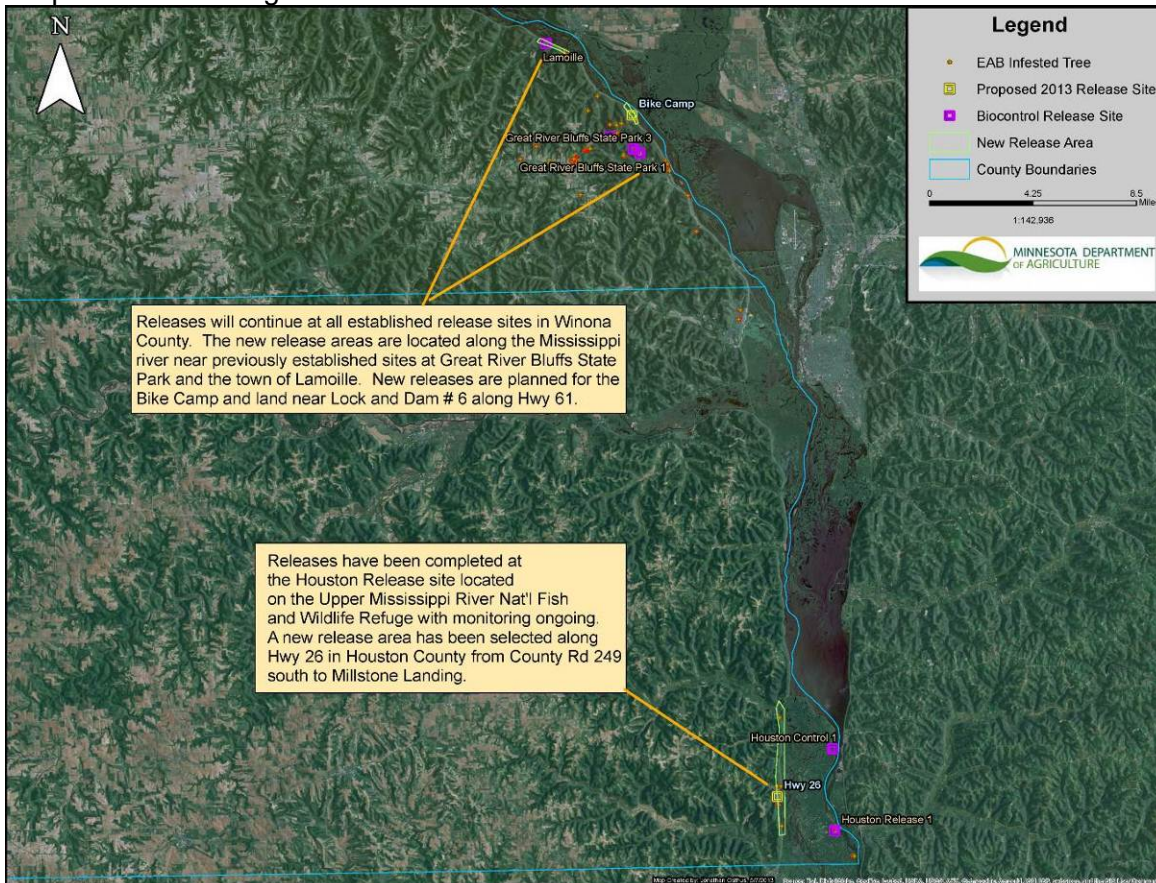 N
Lamoille
Bike Camp
Great River Bluffs State Park 3
Great River Bluffs State Park 1
Legend
EAB Infested Tree
Proposed 2013 Release Site
Biocontrol Release Site
New Release Area
County Boundaries
0 4.25 8.5
Miles
1:142,936
MINNESOTA DEPARTMENT
OF AGRICULTURE
Releases will continue at all established release sites in Winona
County. The new release areas are located along the Mississippi
river near previously established sites at Great River Bluffs State
Park and the town of Lamoille. New releases are planned for the
Bike Camp and land near Lock and Dam # 6 along Hwy 61.
Releases have been completed at
the Houston Release site located
on the Upper Mississippi River Nat'l Fish
and Wildlife Refuge with monitoring ongoing.
A new release area has been selected along
Hwy 26 in Houston County from County Rd 249
south to Millstone Landing.
Houston Control 1
Hwy 26
Houston Release 1